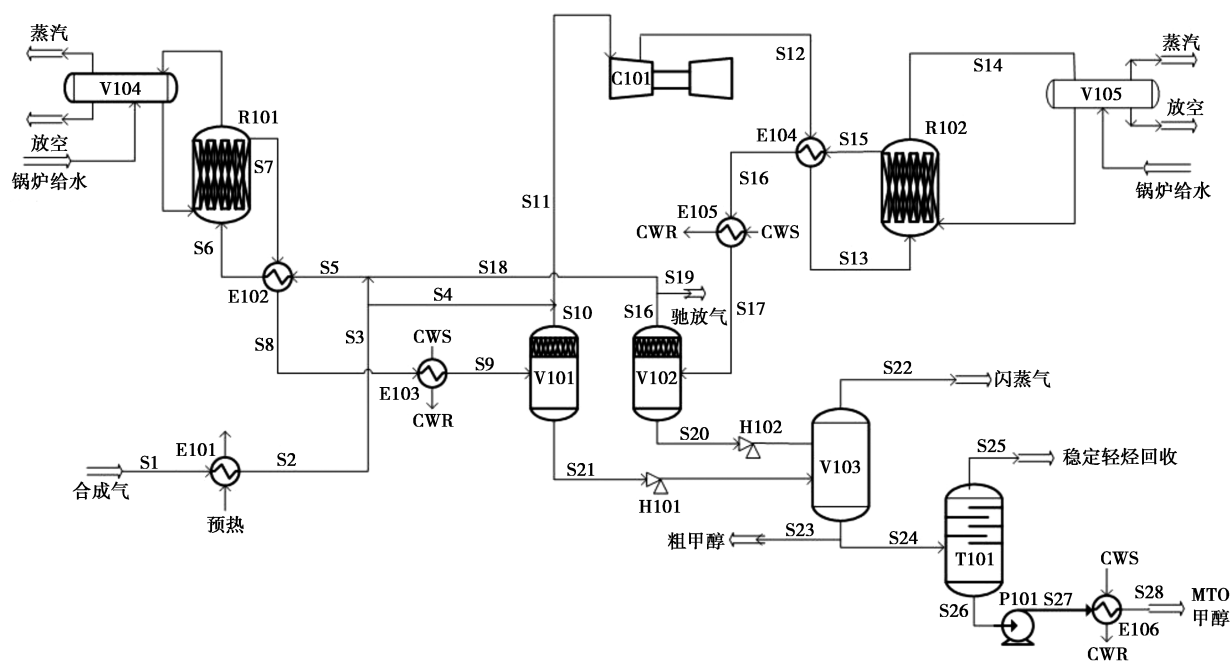 蒸汽
V104
放空
锅炉给水
R101
S7
S6
E102
S5
S18
S4
S3
S8
CWS
E103
S9
CWR
合成气
S1
E101
S2
预热
S11
S10
V101
S12
C101
E104
S15
R102
S14
V105
蒸汽
放空
锅炉给水
S16
E105
CWR
CWS
S13
S17
S19
驰放气
S16
V102
S20
H102
S21
H101
V103
S22
闪蒸气
S23
粗甲醇
S24
S25
稳定轻烃回收
T101
S26
P101
S27
CWS
E106
CWR
S28
MTO
甲醇